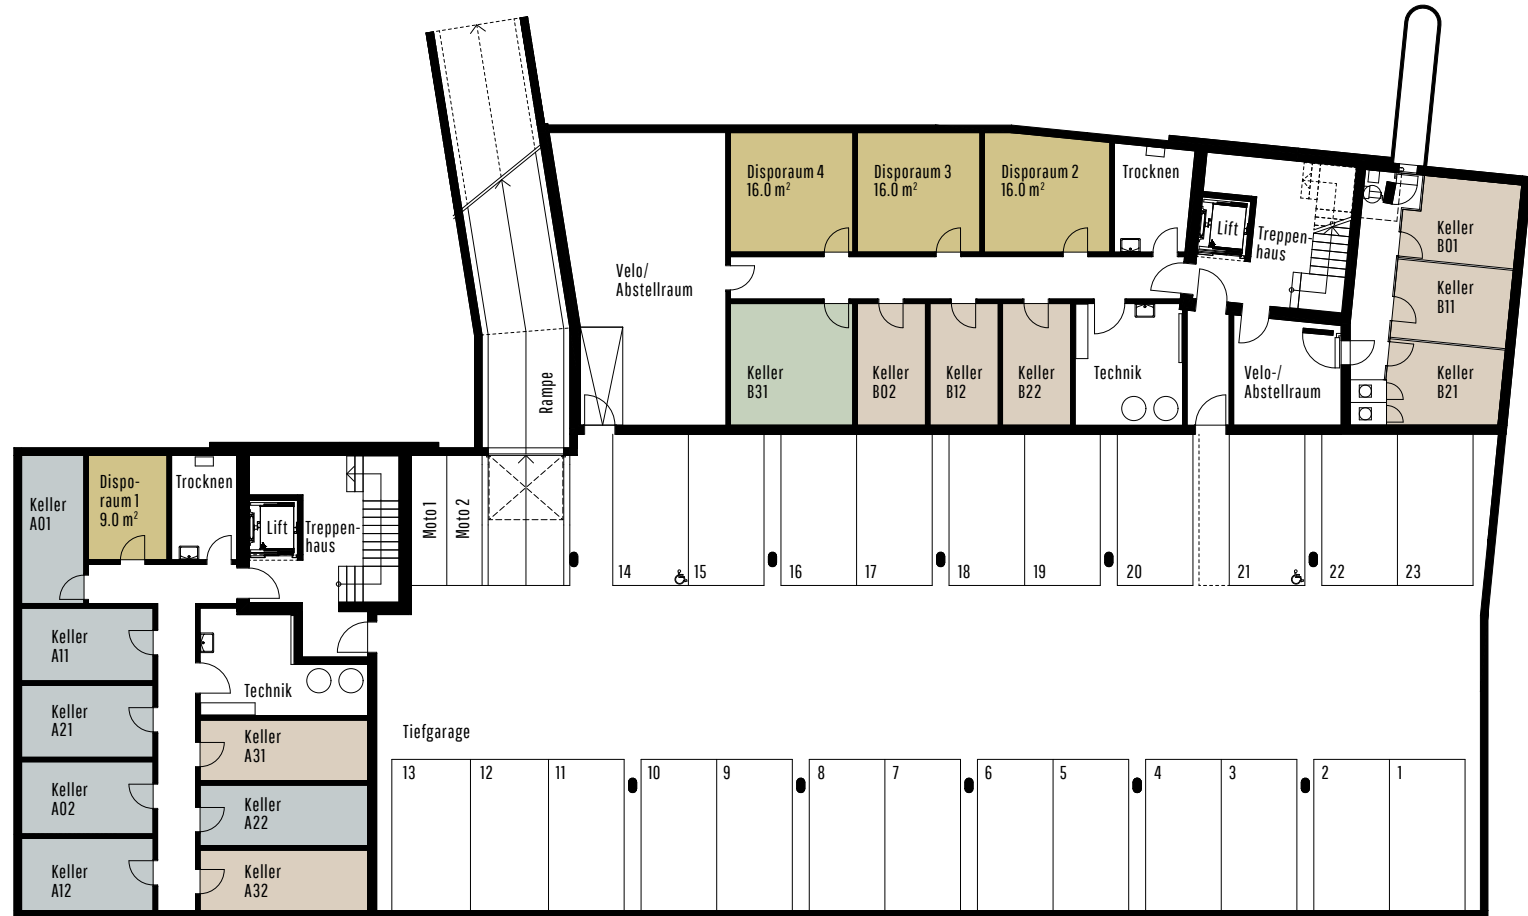 Disporaum 4
16.0 m²
Disporaum 3
16.0 m²
Disporaum 2
16.0 m²
Trocknen
Lift
Treppen-
haus
Keller
B01
Keller
B11
Keller
B21
Velo/
Abstellraum
Rampe
Keller
B31
Keller
B02
Keller
B12
Keller
B22
Technik
Velo-/
Abstellraum
Keller
A01
Dispo-
raum 1
9.0 m²
Trocknen
Lift
Treppen-
haus
Moto 1
Moto 2
14
15
16
17
18
19
20
21
22
23
Keller
A11
Keller
A21
Keller
A02
Keller
A12
Technik
Keller
A31
Keller
A22
Keller
A32
Tiefgarage
13
12
11
10
9
8
7
6
5
4
3
2
1